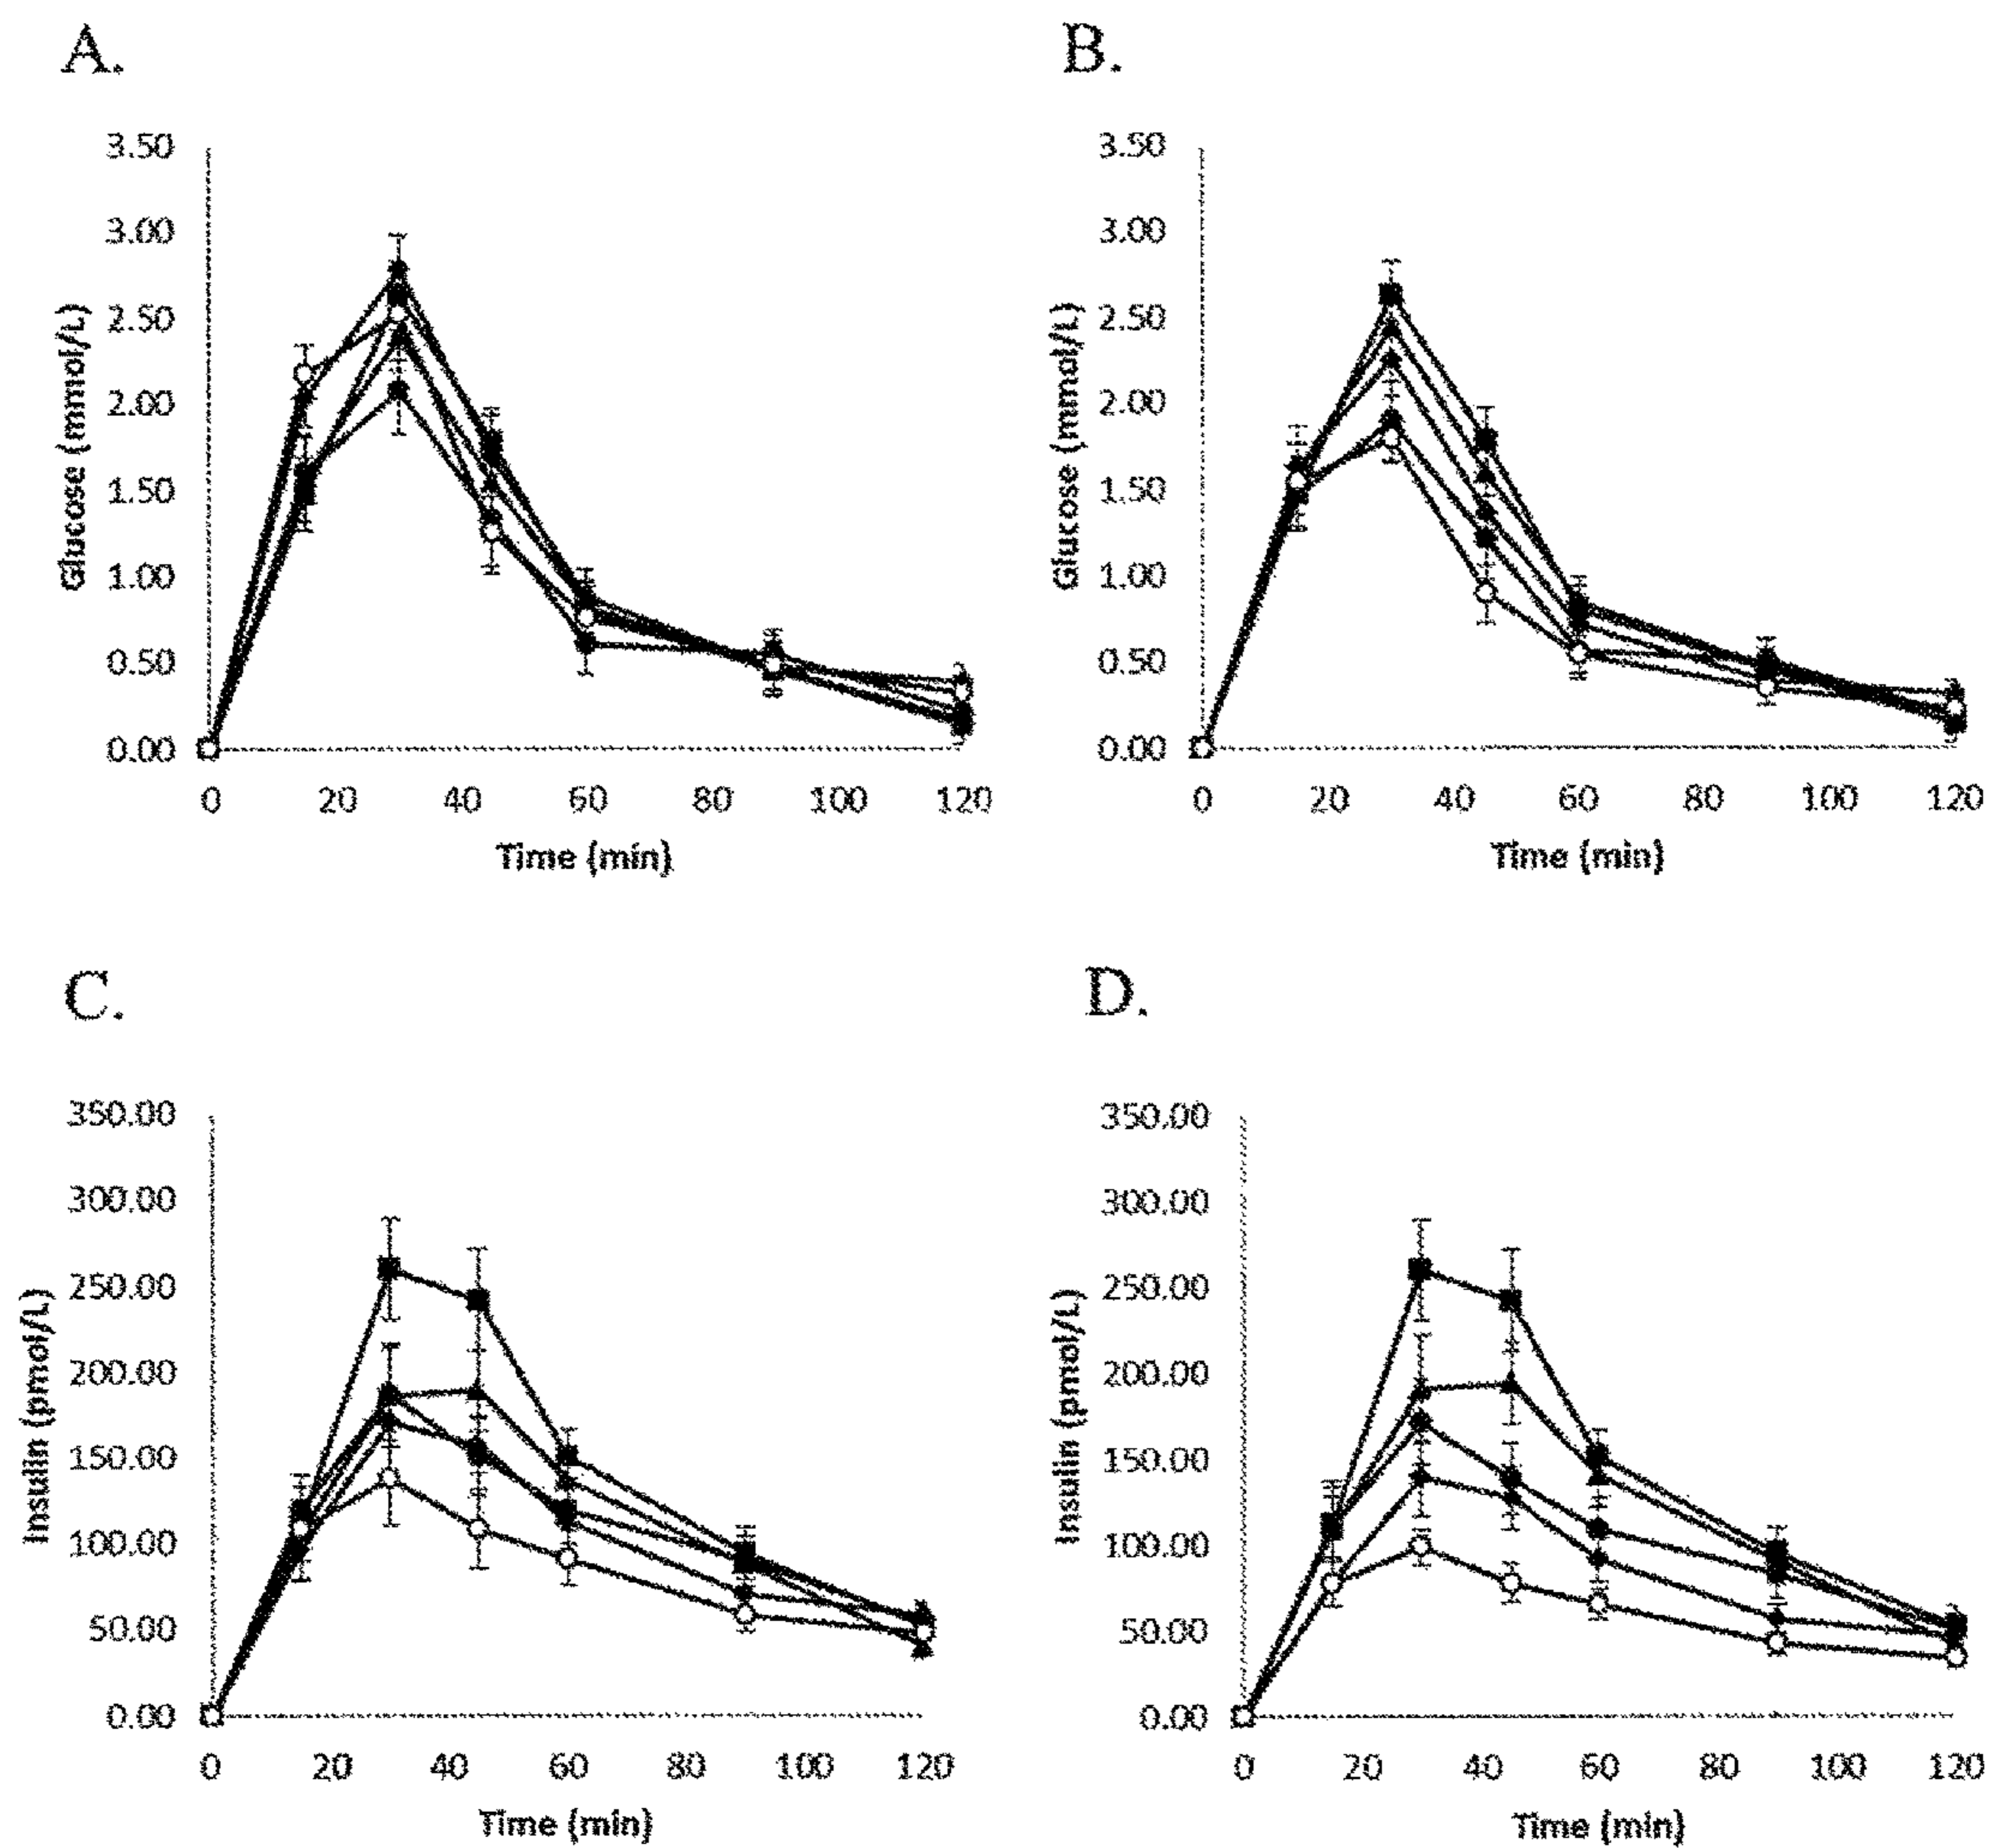 A.
3.50
3.00
2.50
2.00
1.50
1.00
0.50
0.00
Glucose (mmol/L)
0 20 40 60 80 100 120
Time (min)
B.
3.50
3.00
2.50
2.00
1.50
1.00
0.50
0.00
Glucose (mmol/L)
0 20 40 60 80 100 120
Time (min)
C.
350.00
300.00
250.00
200.00
150.00
100.00
50.00
0.00
Insulin (pmol/L)
0 20 40 60 80 100 120
Time (min)
D.
350.00
300.00
250.00
200.00
150.00
100.00
50.00
0.00
Insulin (pmol/L)
0 20 40 60 80 100 120
Time (min)